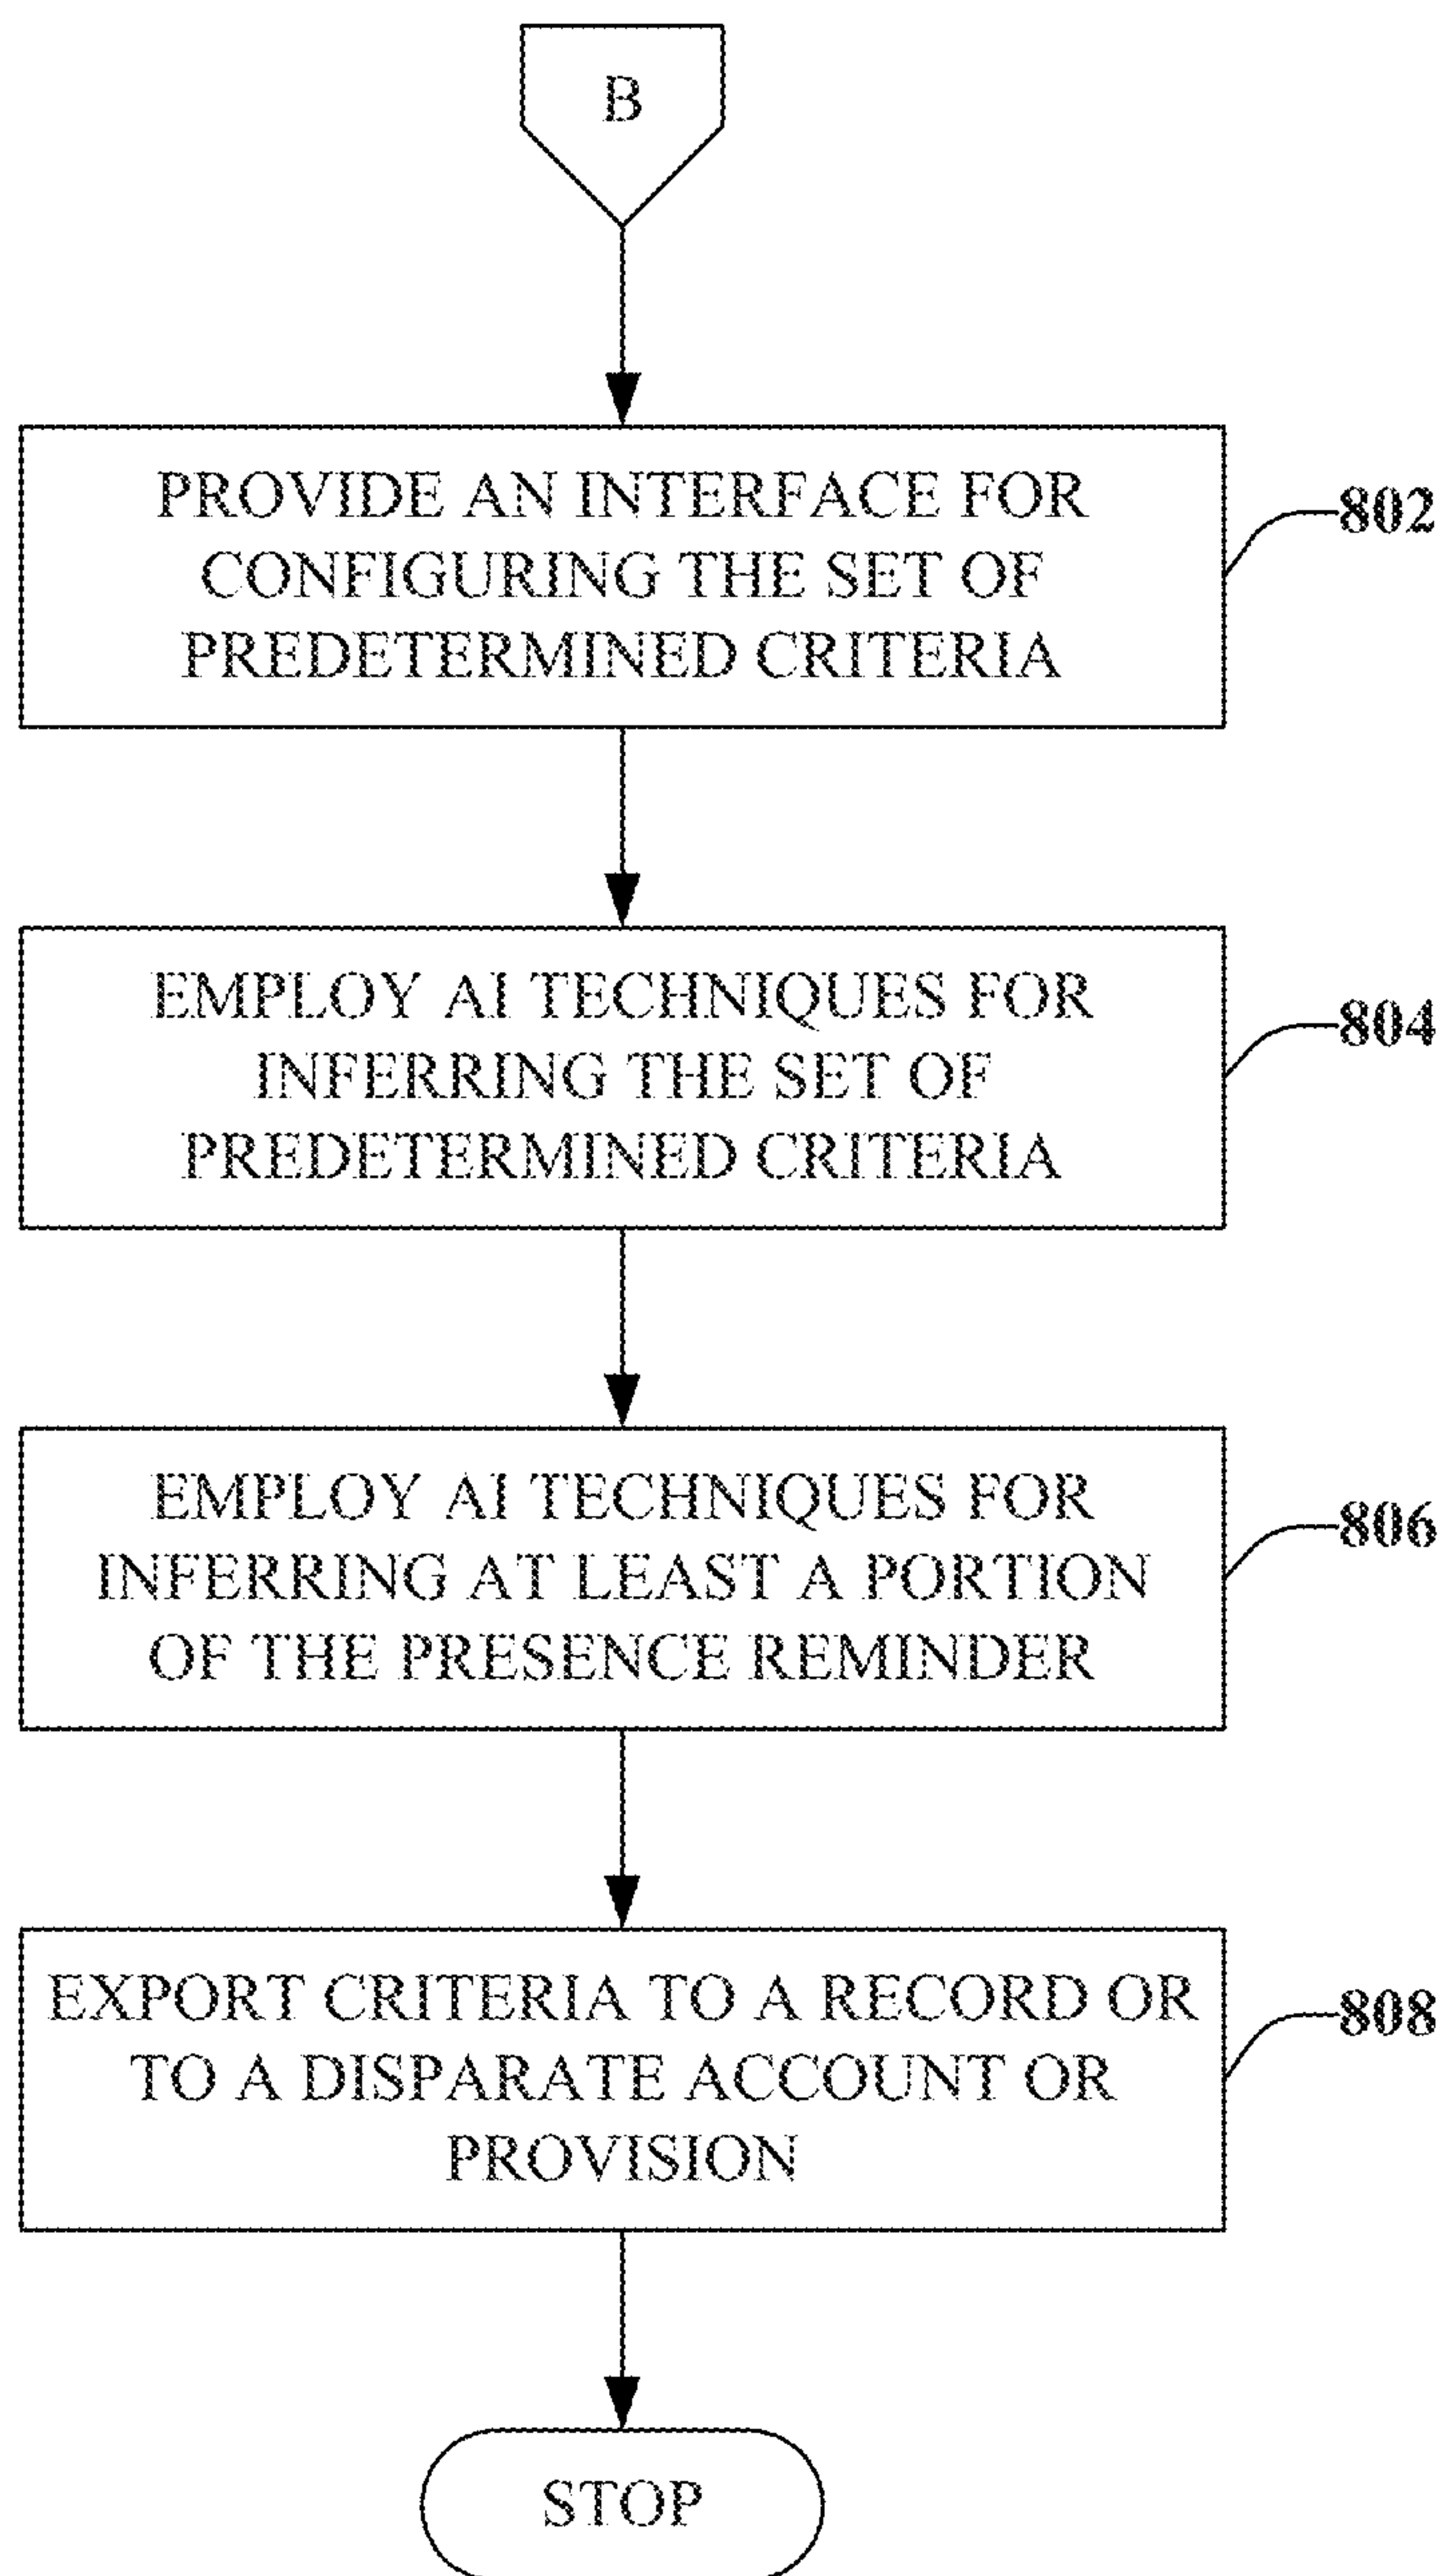 B
PROVIDE AN INTERFACE FOR
CONFIGURING THE SET OF
PREDETERMINED CRITERIA
802
EMPLOY AI TECHNIQUES FOR
INFERRING THE SET OF
PREDETERMINED CRITERIA
804
EMPLOY AI TECHNIQUES FOR
INFERRING AT LEAST A PORTION
OF THE PRESENCE REMINDER
806
EXPORT CRITERIA TO A RECORD OR
TO A DISPARATE ACCOUNT OR
PROVISION
808
STOP